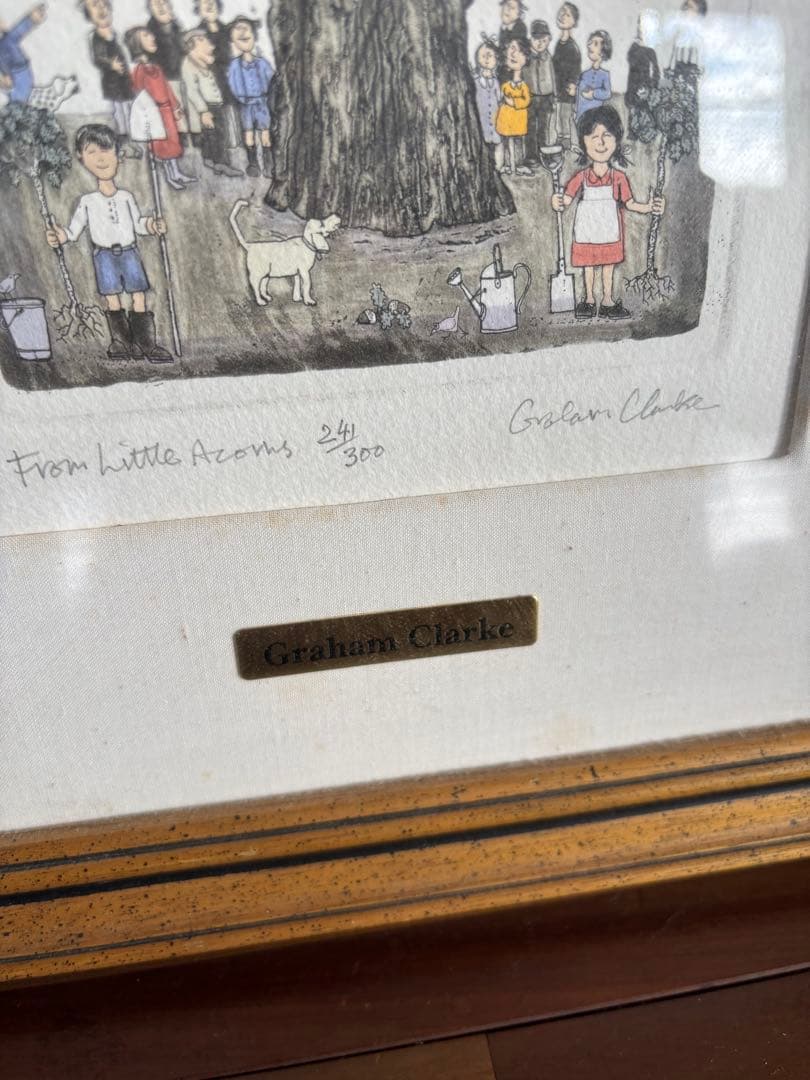 From Little Acorns 241/300 Graham Clarke
Graham Clarke